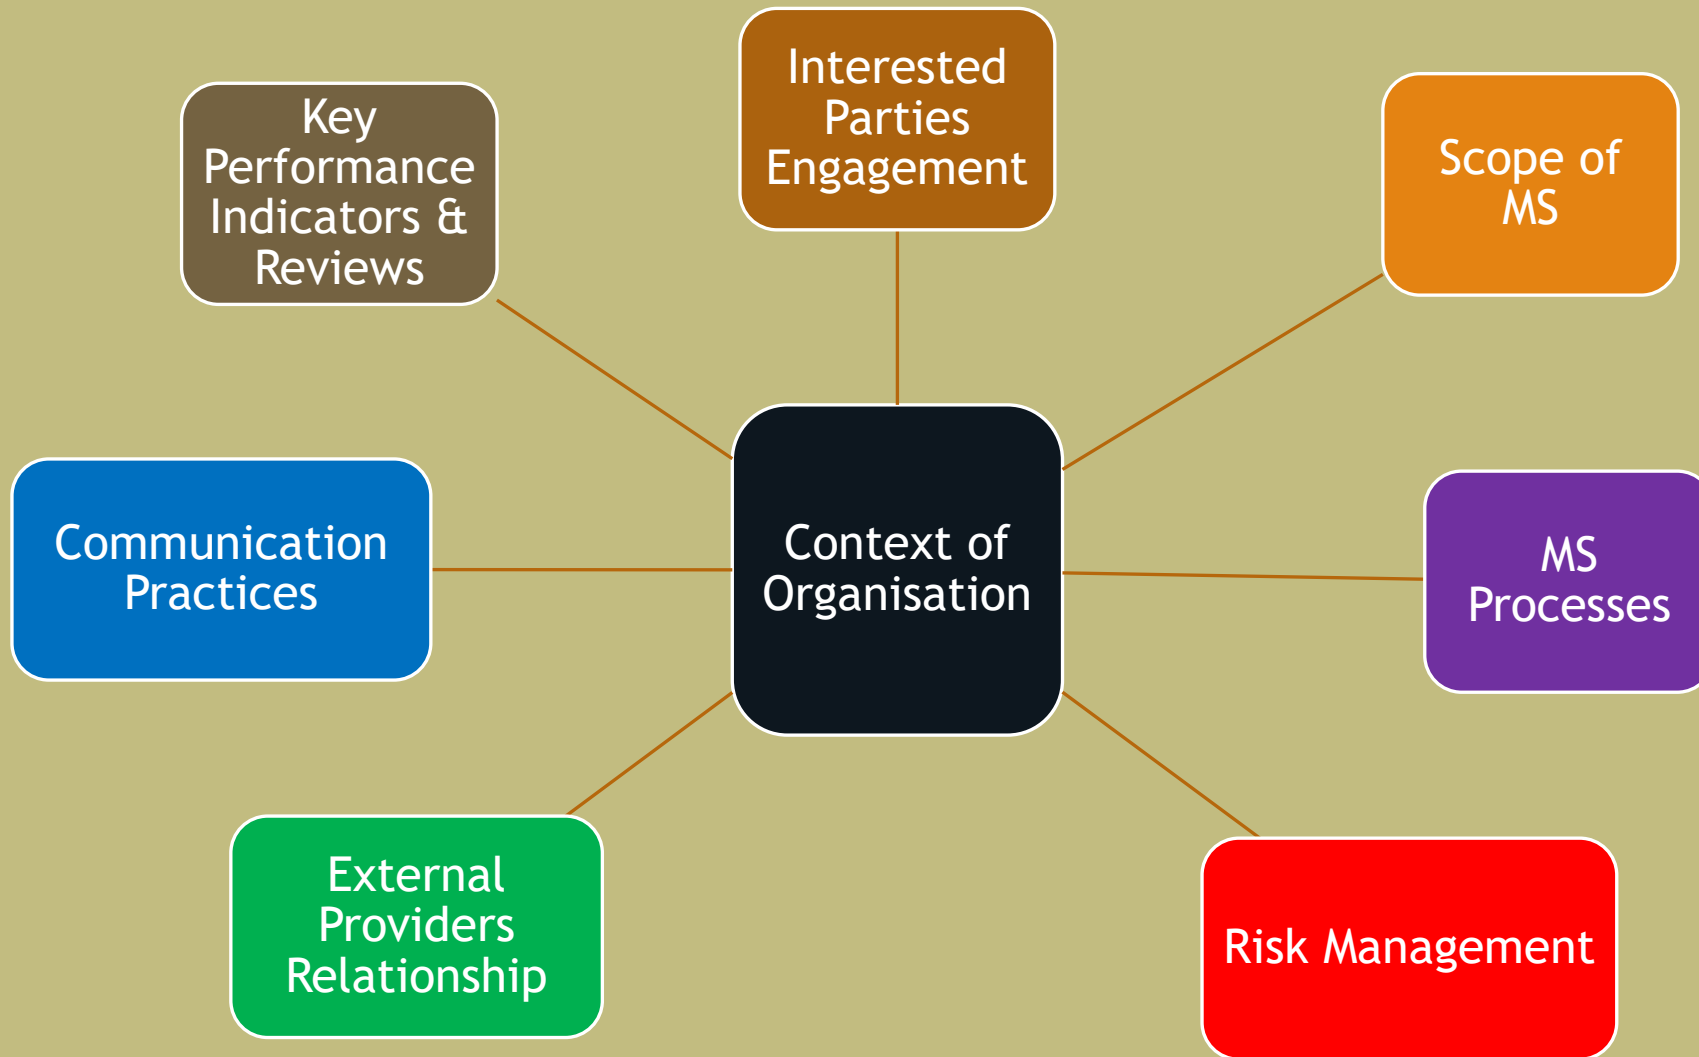 Interested
Parties
Engagement
Key
Performance
Indicators &
Reviews
Scope of
MS
Communication
Practices
Context of
Organisation
MS
Processes
External
Providers
Relationship
Risk Management